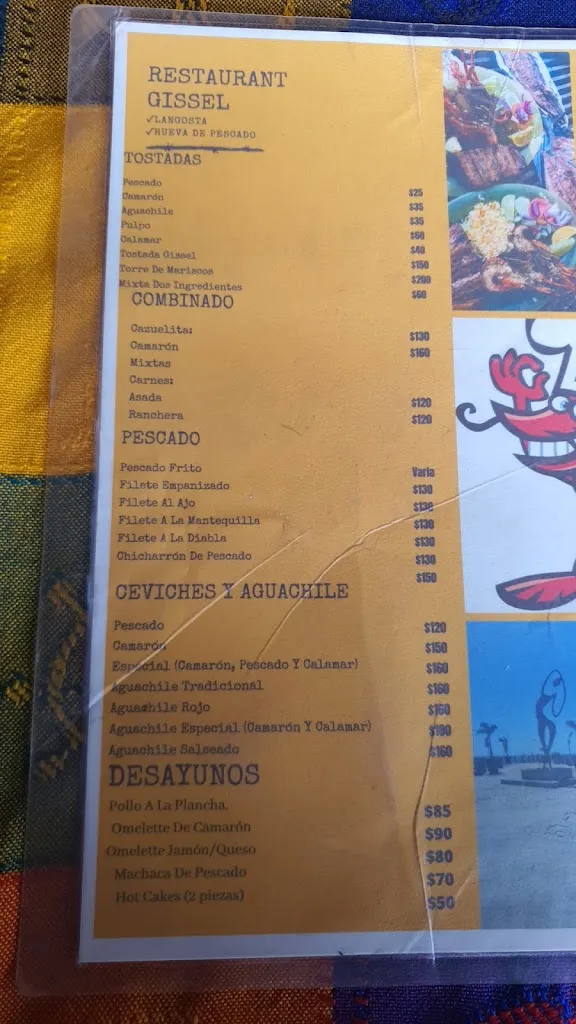 RESTAURANT
GISSEL
✓LANGOSTA
✓HUEVA DE PESCADO
TOSTADAS
Pescado $25
Camarón $35
Aguachile $35
Pulpo $60
Calamar $40
Tostada Gissel $150
Torre De Mariscos $200
Mixta Dos Ingredientes $60
COMBINADO
Cazuelita: $130
Camarón $160
Mixtas
Carnes:
Asada $120
Ranchera $120
PESCADO
Pescado Frito Varia
Filete Empanizado $130
Filete Al Ajo $130
Filete A La Mantequilla $130
Filete A La Diabla $130
Chicharrón De Pescado $130
$150
CEVICHES Y AGUACHILE
Pescado $120
Camarón $150
Especial (Camarón, Pescado Y Calamar) $160
Aguachile Tradicional $160
Aguachile Rojo $160
Aguachile Especial (Camarón Y Calamar)
Aguachile Salseado $160
DESAYUNOS
Pollo A La Plancha. $85
Omelette De Camarón $90
Omelette Jamón/Queso $80
Machaca De Pescado $70
Hot Cakes (2 piezas) $50